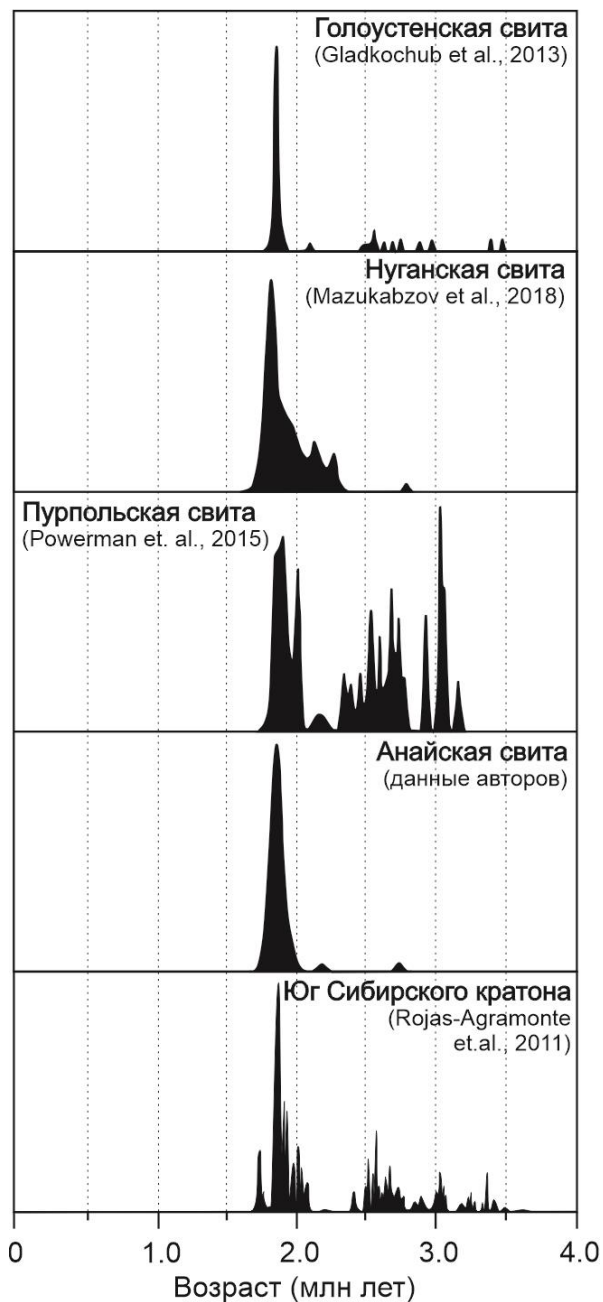 Голоустенская свита
(Gladkochub et al., 2013)
Нуганская свита
(Mazukabzov et al., 2018)
Пурпольская свита
(Powerman et. al., 2015)
Анайская свита
(данные авторов)
Юг Сибирского кратона
(Rojas-Agramonte
et.al., 2011)
0 1.0 2.0 3.0 4.0
Возраст (млн лет)